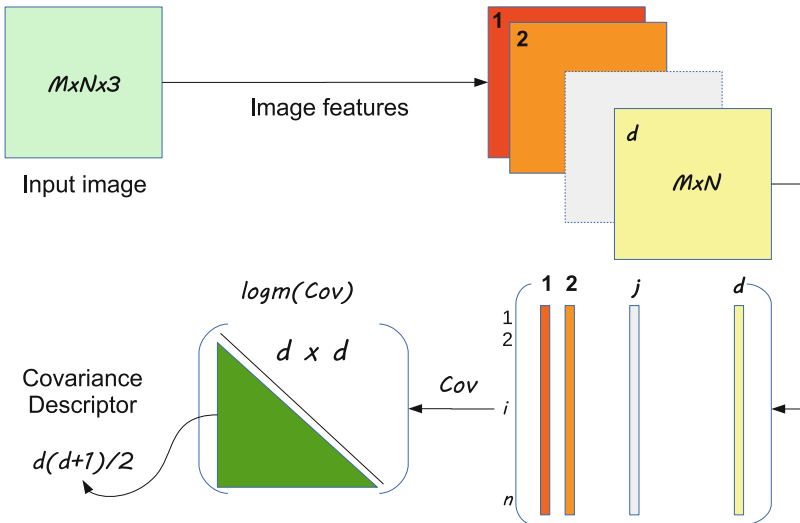 MxNx3
Input image
Image features
1
2
d
MxN
1 2 j d
1
2
i
n
Cov
logm(Cov)
d x d
Covariance
Descriptor
d(d+1)/2